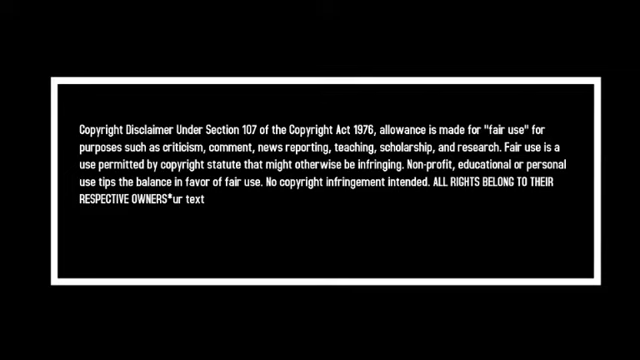 Copyright Disclaimer Under Section 107 of the Copyright Act 1976, allowance is made for "fair use" for
purposes such as criticism, comment, news reporting, teaching, scholarship, and research. Fair use is a
use permitted by copyright statute that might otherwise be infringing. Non-profit, educational or personal
use tips the balance in favor of fair use. No copyright infringement intended. ALL RIGHTS BELONG TO THEIR
RESPECTIVE OWNERS*ur text